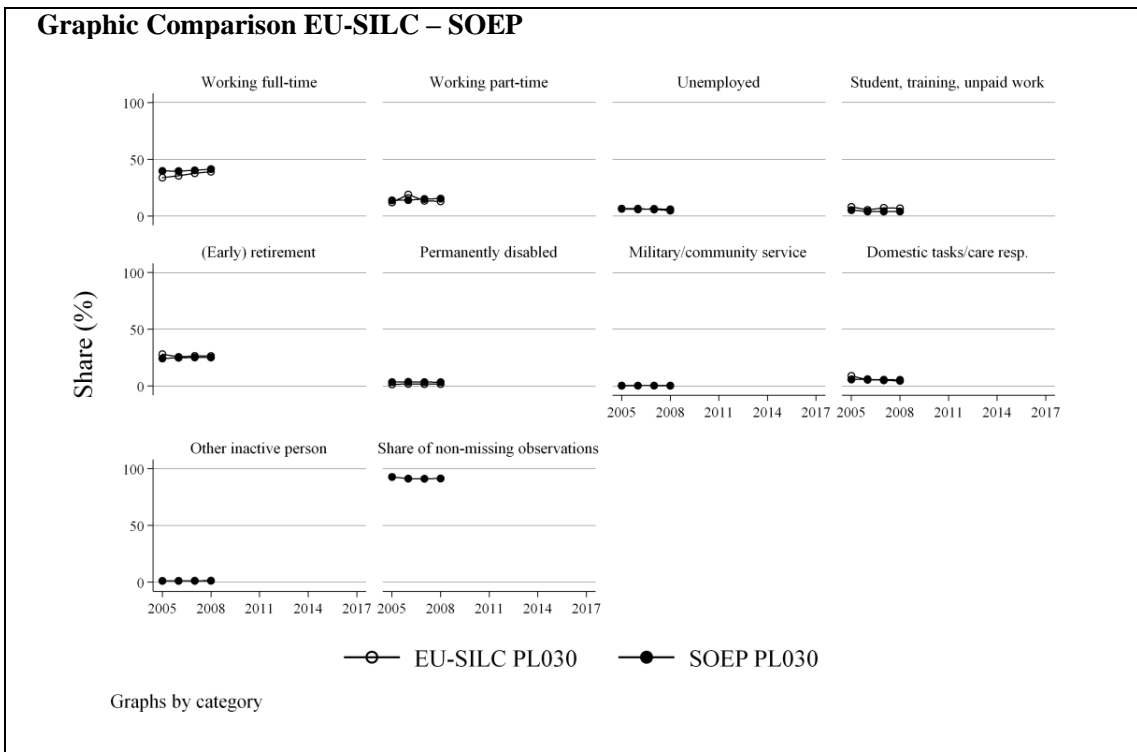 Graphic Comparison EU-SILC – SOEP
Working full-time
Working part-time
Unemployed
Student, training, unpaid work
100
50
0
(Early) retirement
Permanently disabled
Military/community service
Domestic tasks/care resp.
100
50
0
Share (%)
2005 2008 2011 2014 2017
2005 2008 2011 2014 2017
Other inactive person
Share of non-missing observations
100
50
0
2005 2008 2011 2014 2017
2005 2008 2011 2014 2017
EU-SILC PL030
SOEP PL030
Graphs by category